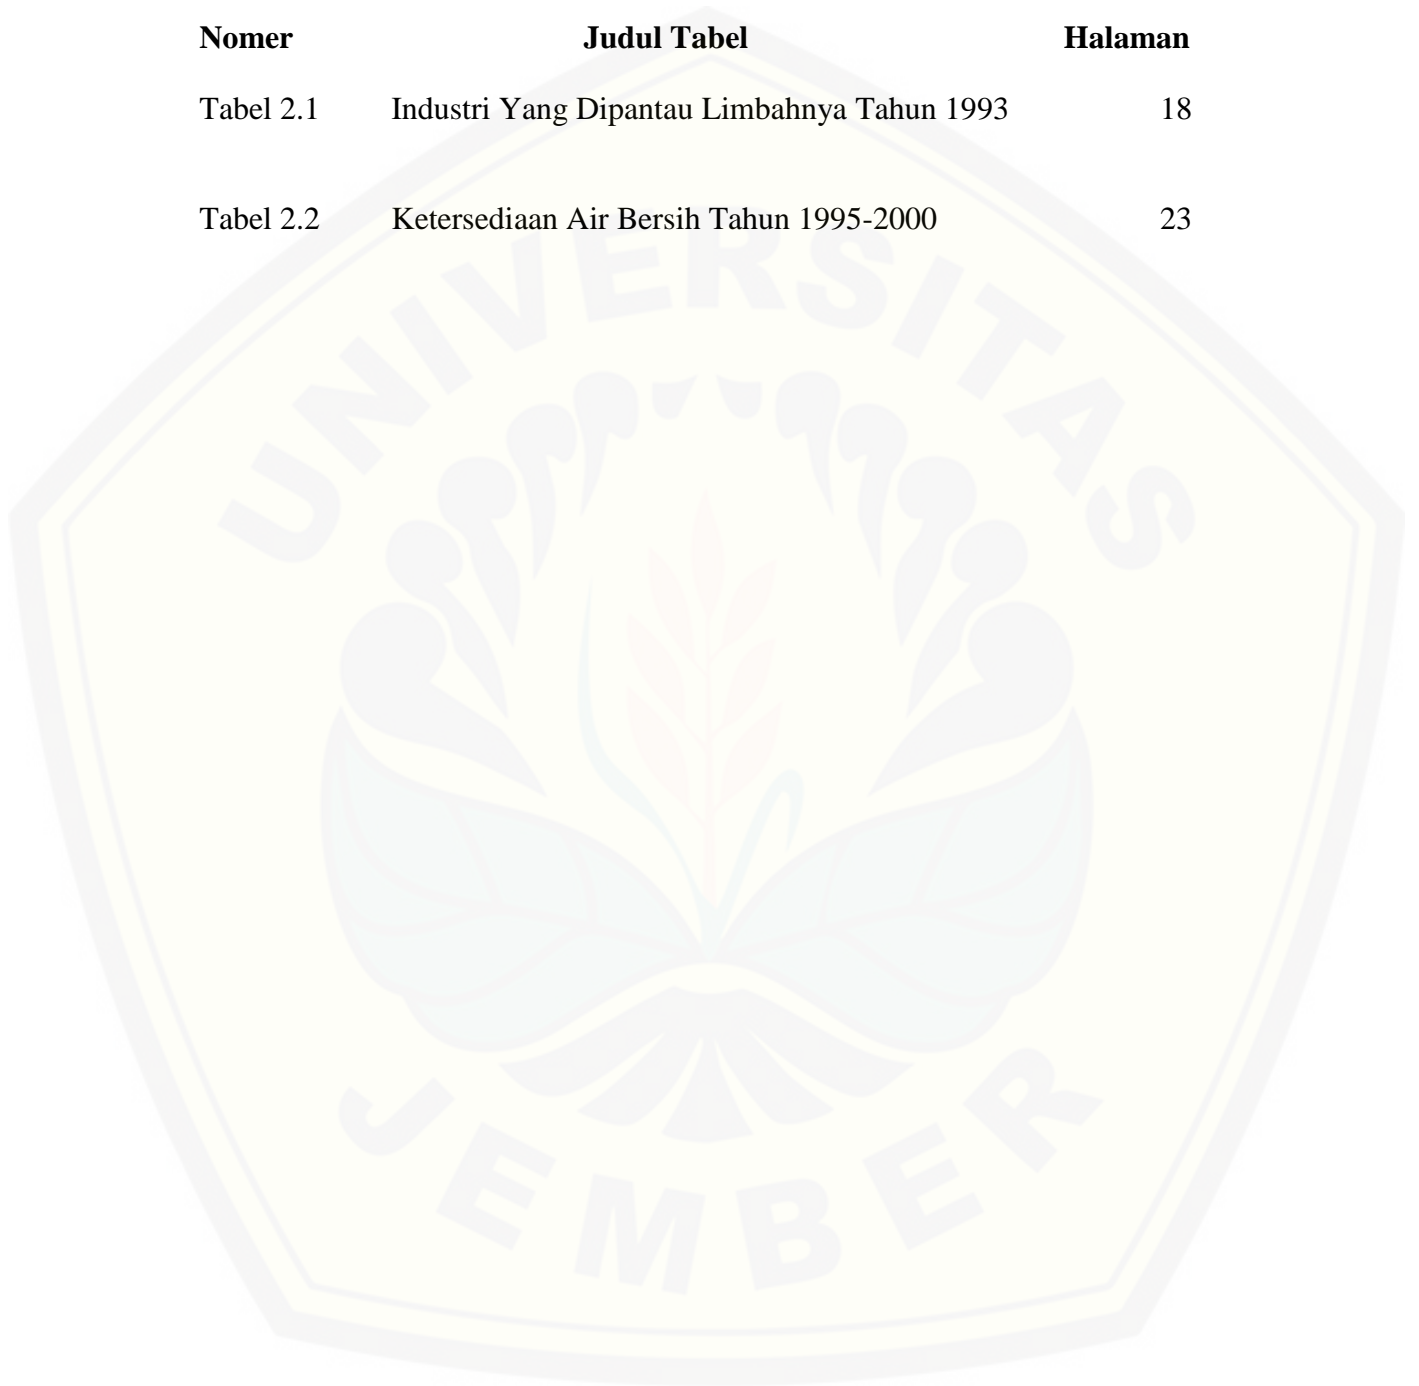 Nomer Judul Tabel Halaman
Tabel 2.1 Industri Yang Dipantau Limbahnya Tahun 1993 18
Tabel 2.2 Ketersediaan Air Bersih Tahun 1995-2000 23
UNIVERSITAS
JEMBER